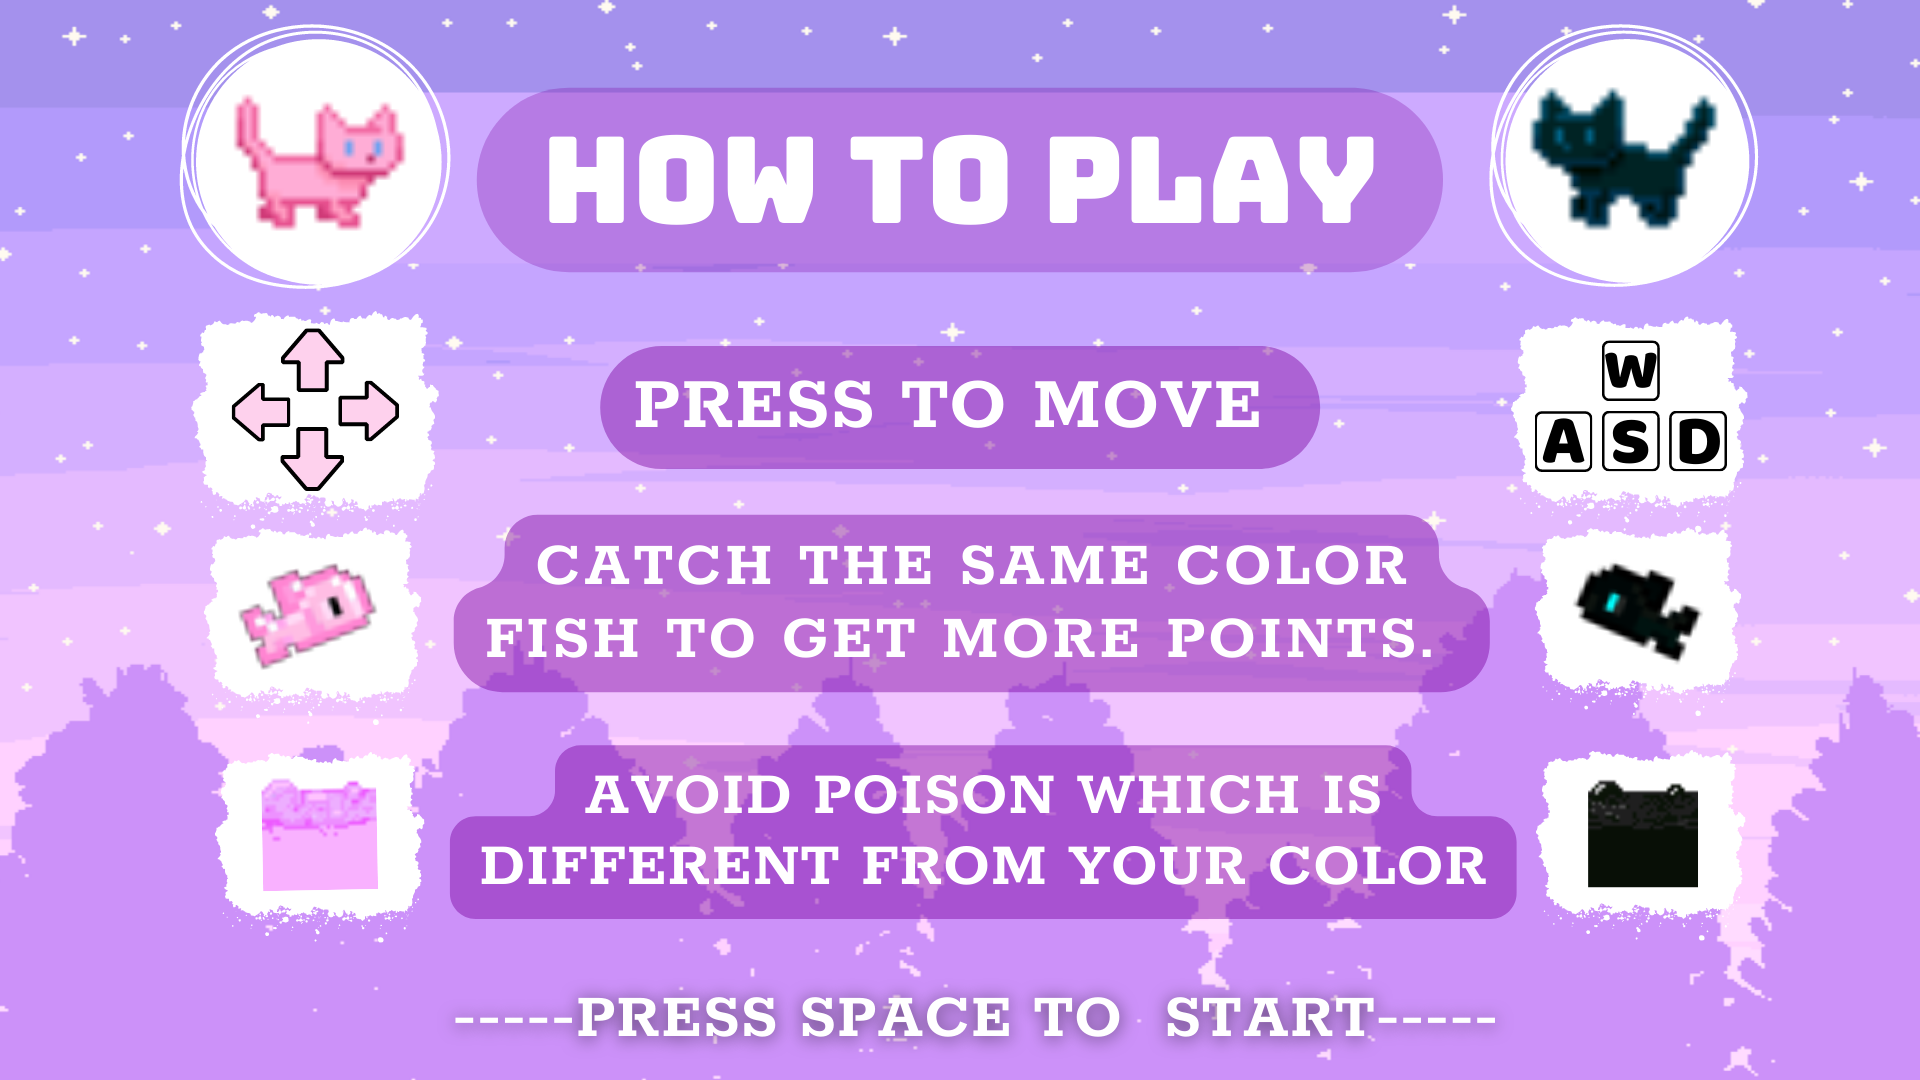 HOW TO PLAY
PRESS TO MOVE
W
A S D
CATCH THE SAME COLOR
FISH TO GET MORE POINTS.
AVOID POISON WHICH IS
DIFFERENT FROM YOUR COLOR
-----PRESS SPACE TO START-----